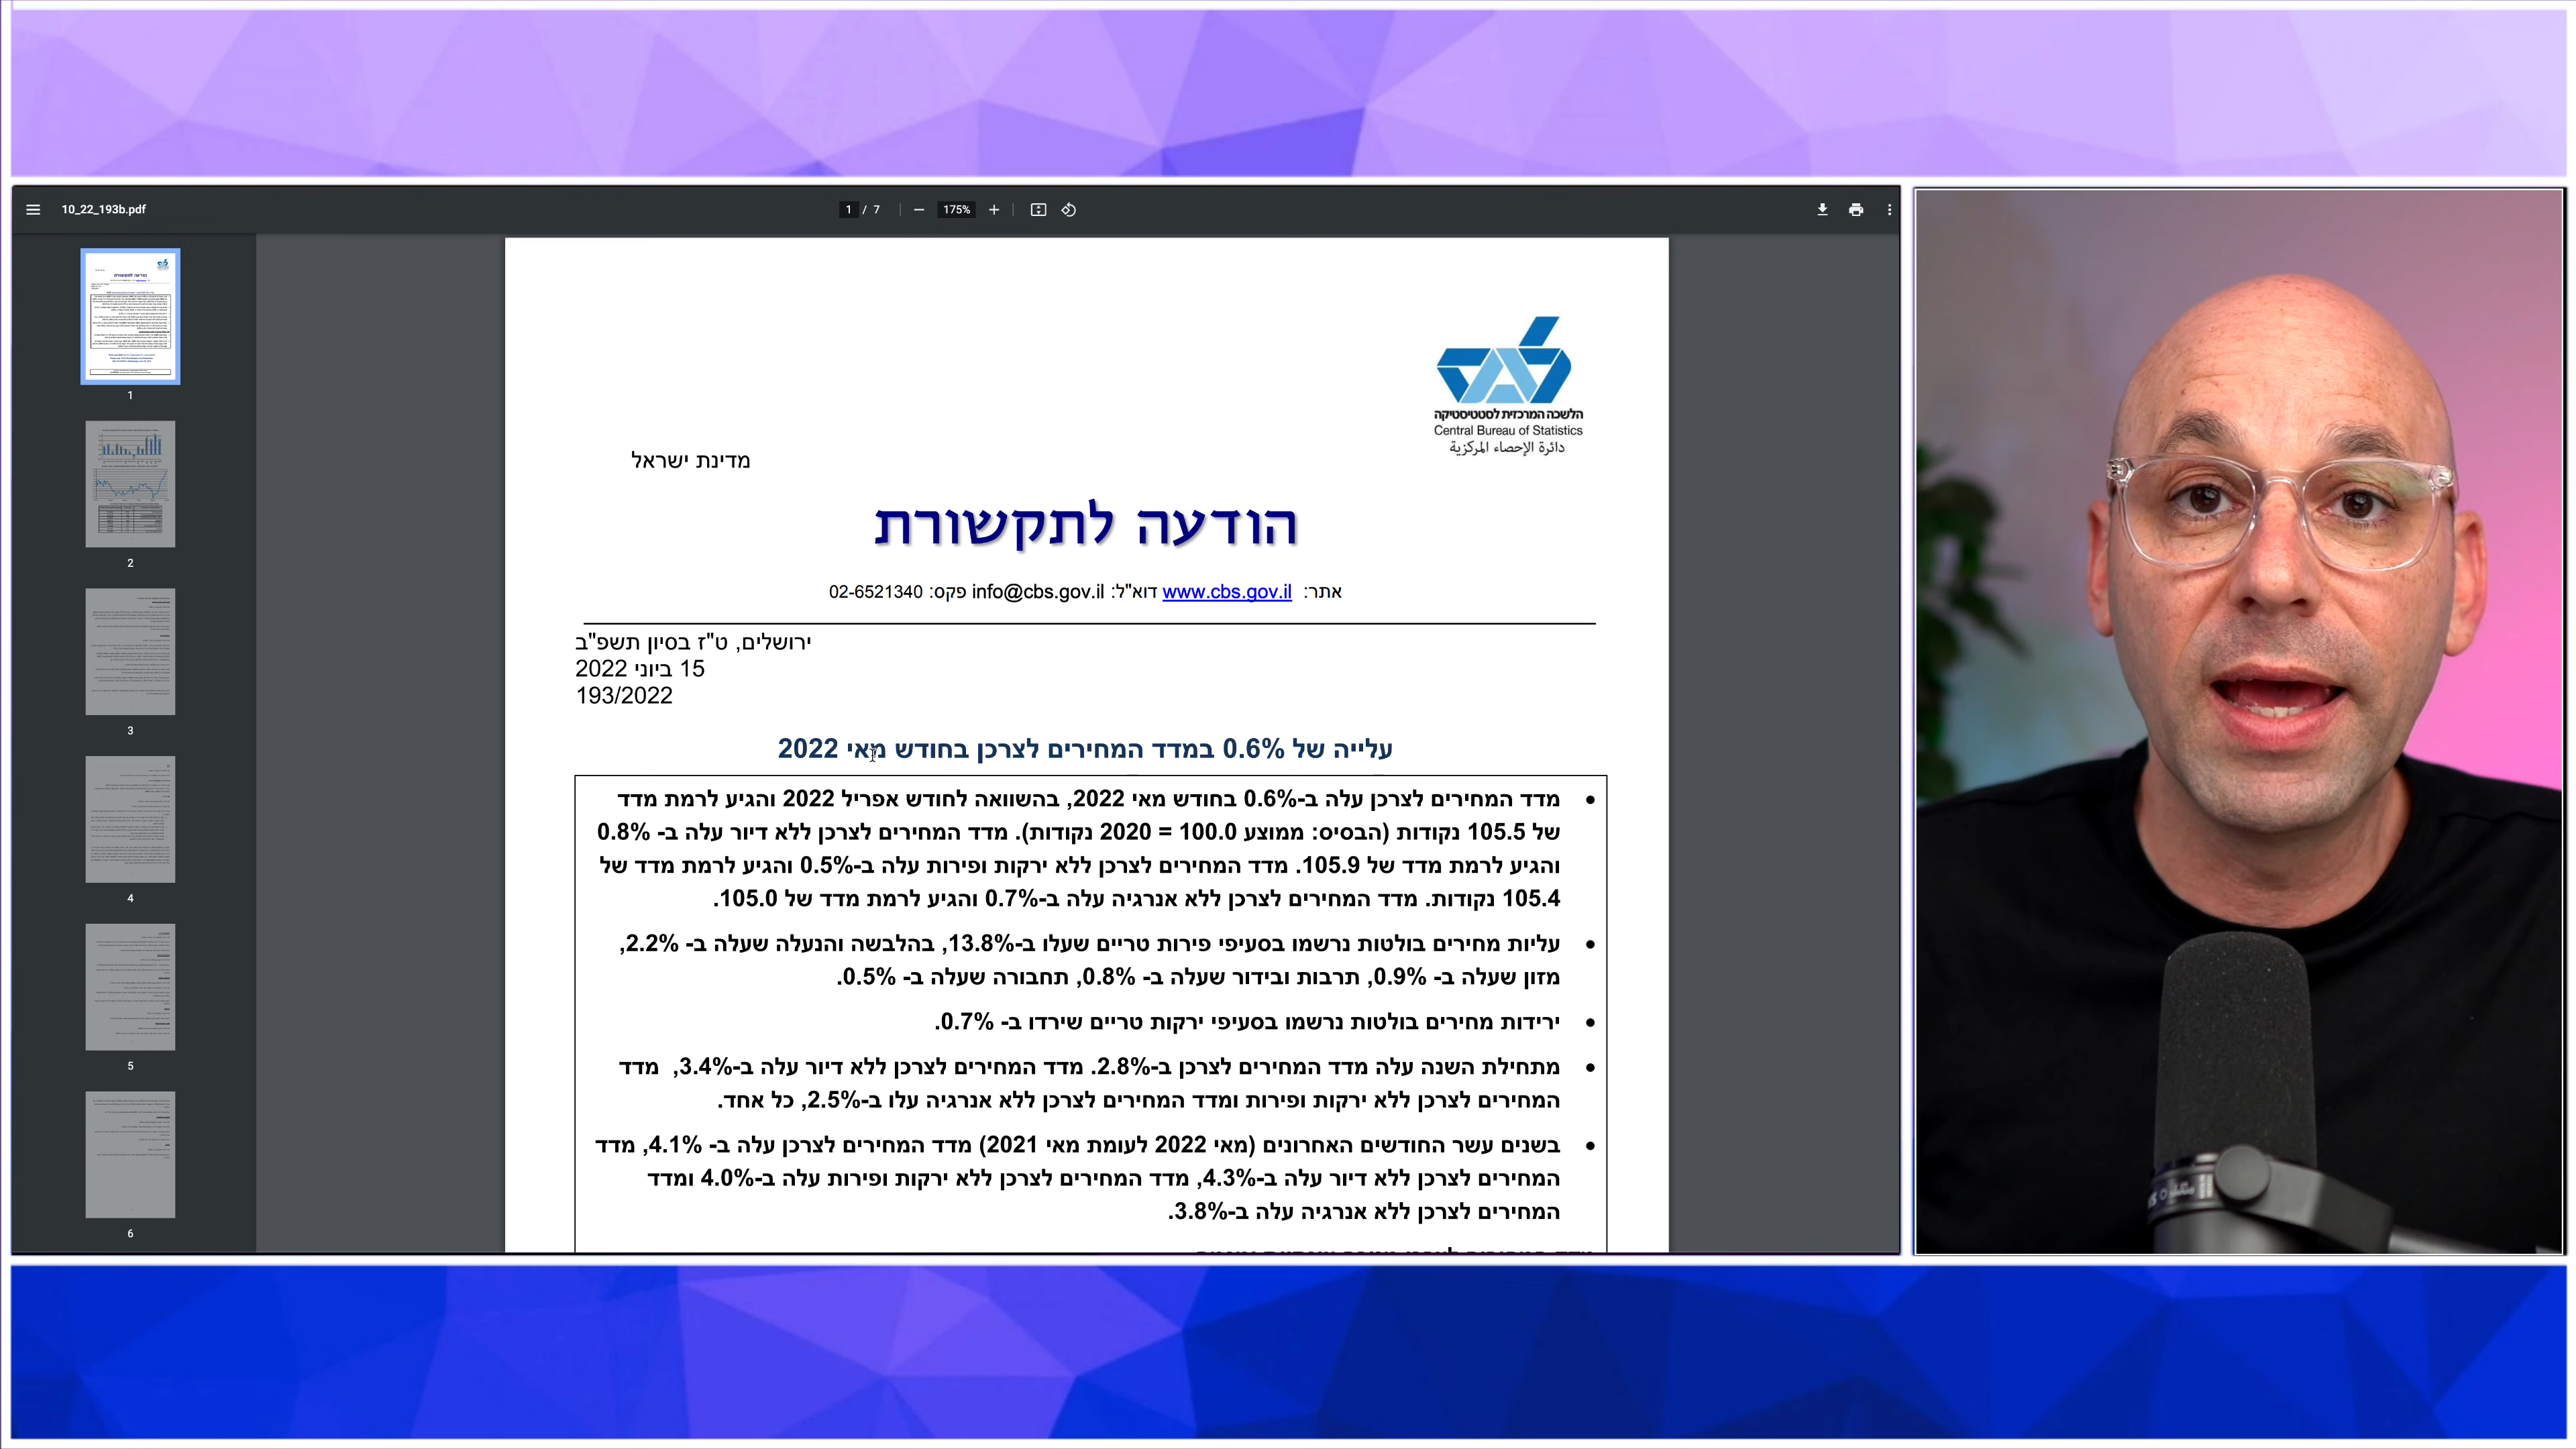 10_22_193b.pdf
1 / 7
175%
1
2
3
4
5
6
הלשכה המרכזית לסטטיסטיקה
Central Bureau of Statistics
دائرة الإحصاء المركزية
מדינת ישראל
הודעה לתקשורת
אתר: www.cbs.gov.il דוא"ל: info@cbs.gov.il פקס: 02-6521340
ירושלים, ט"ז בסיון תשפ"ב
15 ביוני 2022
193/2022
עלייה של 0.6% במדד המחירים לצרכן בחודש מאי 2022
• מדד המחירים לצרכן עלה ב-0.6% בחודש מאי 2022, בהשוואה לחודש אפריל 2022 והגיע לרמת מדד
של 105.5 נקודות (הבסיס: ממוצע 2020 = 100.0 נקודות). מדד המחירים לצרכן ללא דיור עלה ב- 0.8%
והגיע לרמת מדד של 105.9. מדד המחירים לצרכן ללא ירקות ופירות עלה ב-0.5% והגיע לרמת מדד של
105.4 נקודות. מדד המחירים לצרכן ללא אנרגיה עלה ב-0.7% והגיע לרמת מדד של 105.0.
• עליות מחירים בולטות נרשמו בסעיפי פירות טריים שעלו ב-13.8%, בהלבשה והנעלה שעלה ב- 2.2%,
מזון שעלה ב- 0.9%, תרבות ובידור שעלה ב- 0.8%, תחבורה שעלה ב- 0.5%.
• ירידות מחירים בולטות נרשמו בסעיפי ירקות טריים שירדו ב- 0.7%.
• מתחילת השנה עלה מדד המחירים לצרכן ב-2.8%. מדד המחירים לצרכן ללא דיור עלה ב-3.4%, מדד
המחירים לצרכן ללא ירקות ופירות ומדד המחירים לצרכן ללא אנרגיה עלו ב-2.5%, כל אחד.
• בשנים עשר החודשים האחרונים (מאי 2022 לעומת מאי 2021) מדד המחירים לצרכן עלה ב- 4.1%, מדד
המחירים לצרכן ללא דיור עלה ב-4.3%, מדד המחירים לצרכן ללא ירקות ופירות עלה ב-4.0% ומדד
המחירים לצרכן ללא אנרגיה עלה ב-3.8%.